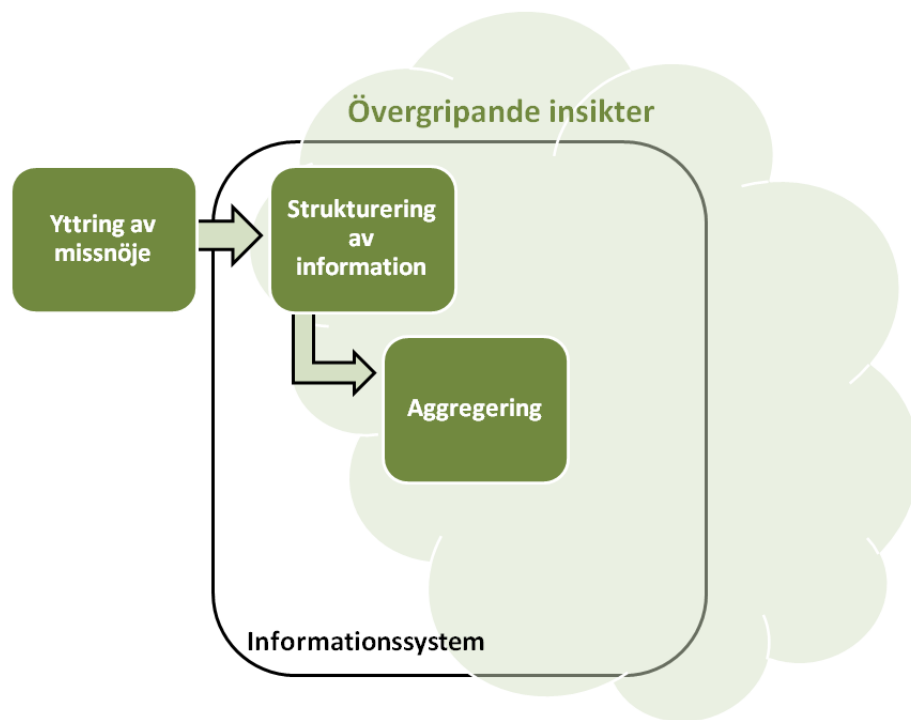 Övergripande insikter
Yttring av
missnöje
Strukturering
av
information
Aggregering
Informationssystem